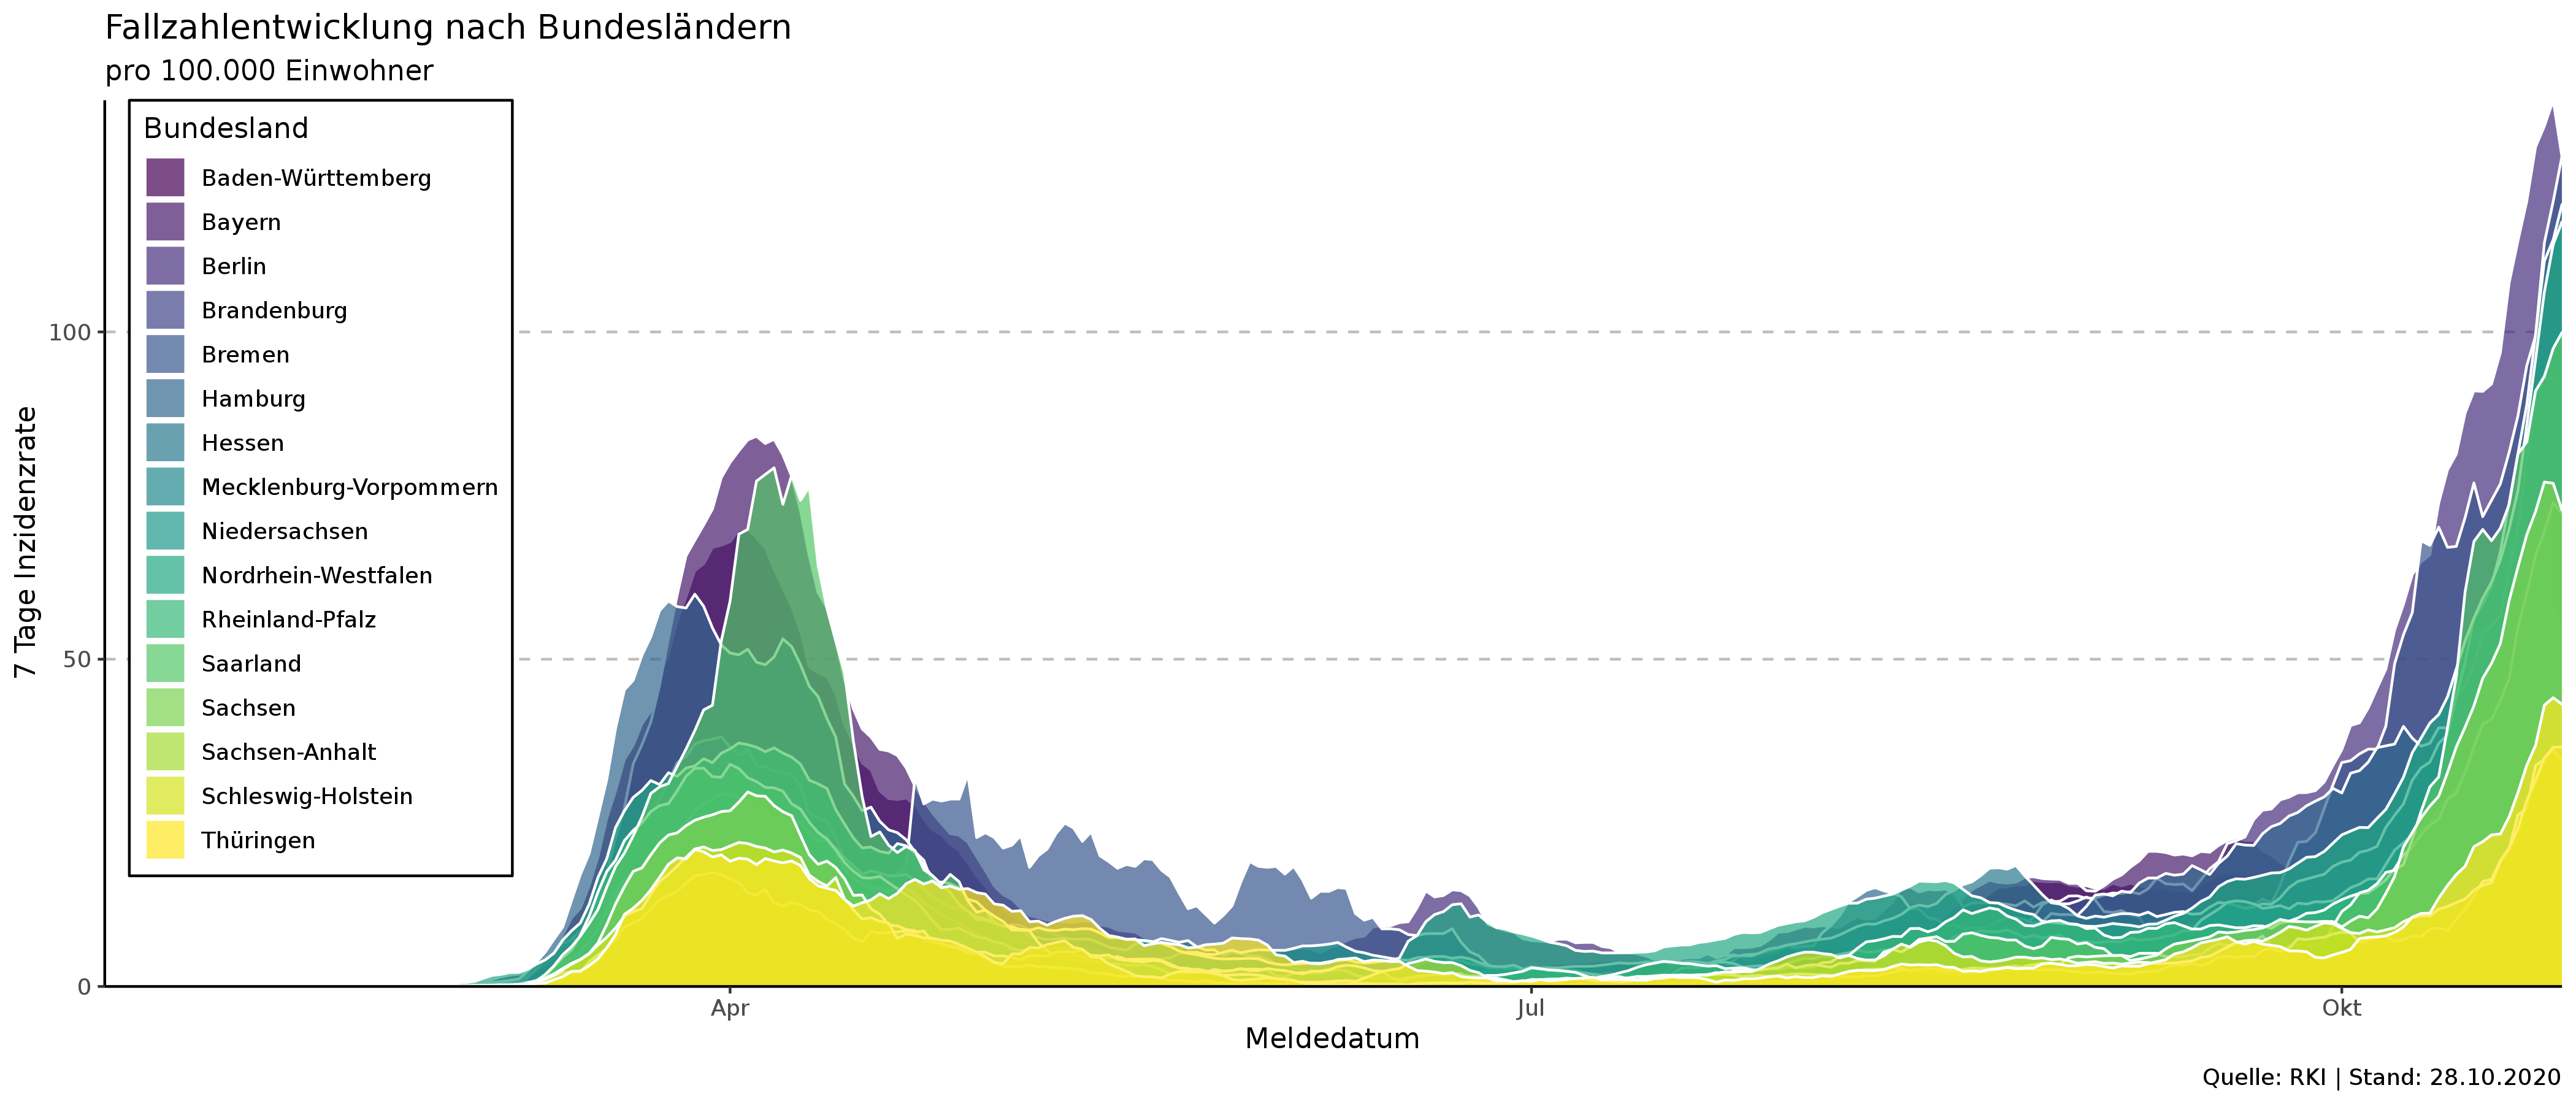 Fallzahlentwicklung nach Bundesländern
pro 100.000 Einwohner
Bundesland
Baden-Württemberg
Bayern
Berlin
Brandenburg
Bremen
Hamburg
Hessen
Mecklenburg-Vorpommern
Niedersachsen
Nordrhein-Westfalen
Rheinland-Pfalz
Saarland
Sachsen
Sachsen-Anhalt
Schleswig-Holstein
Thüringen
7 Tage Inzidenzrate
100
50
0
Apr
Jul
Okt
Meldedatum
Quelle: RKI | Stand: 28.10.2020